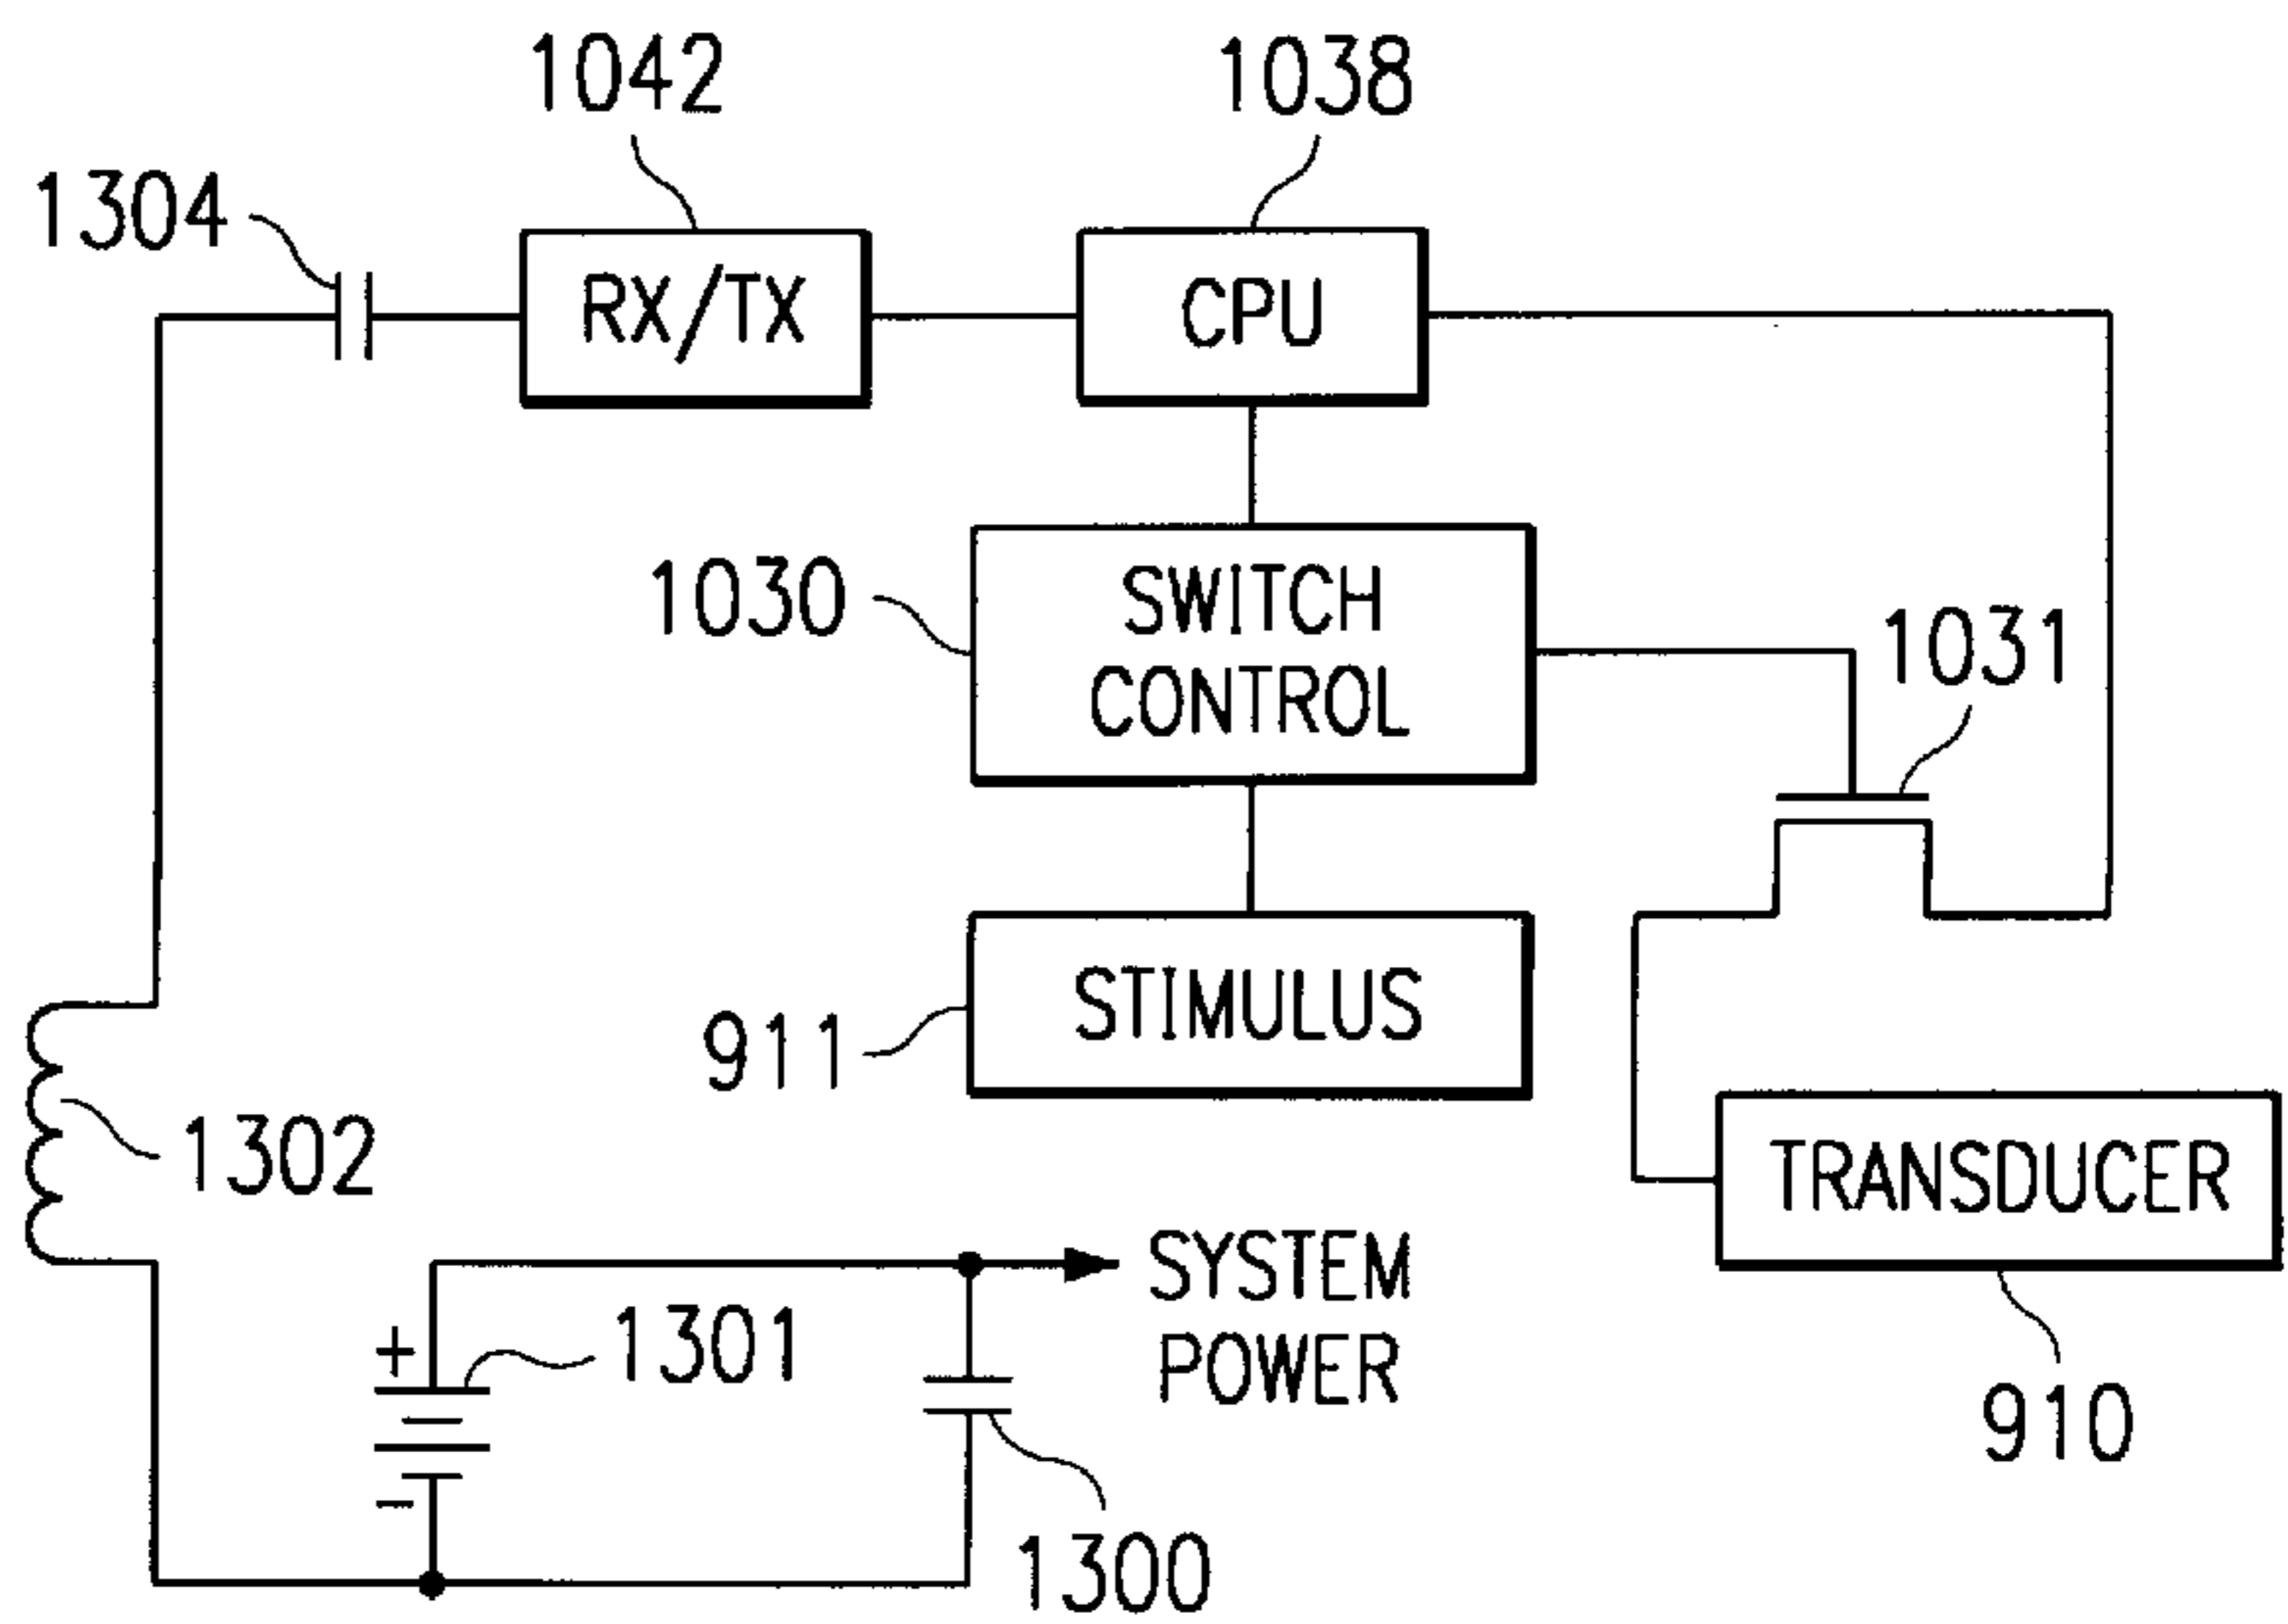 1042
1038
1304
RX/TX
CPU
1030
SWITCH
CONTROL
1031
911
STIMULUS
1302
TRANSDUCER
SYSTEM
POWER
+
1301
910
-
1300